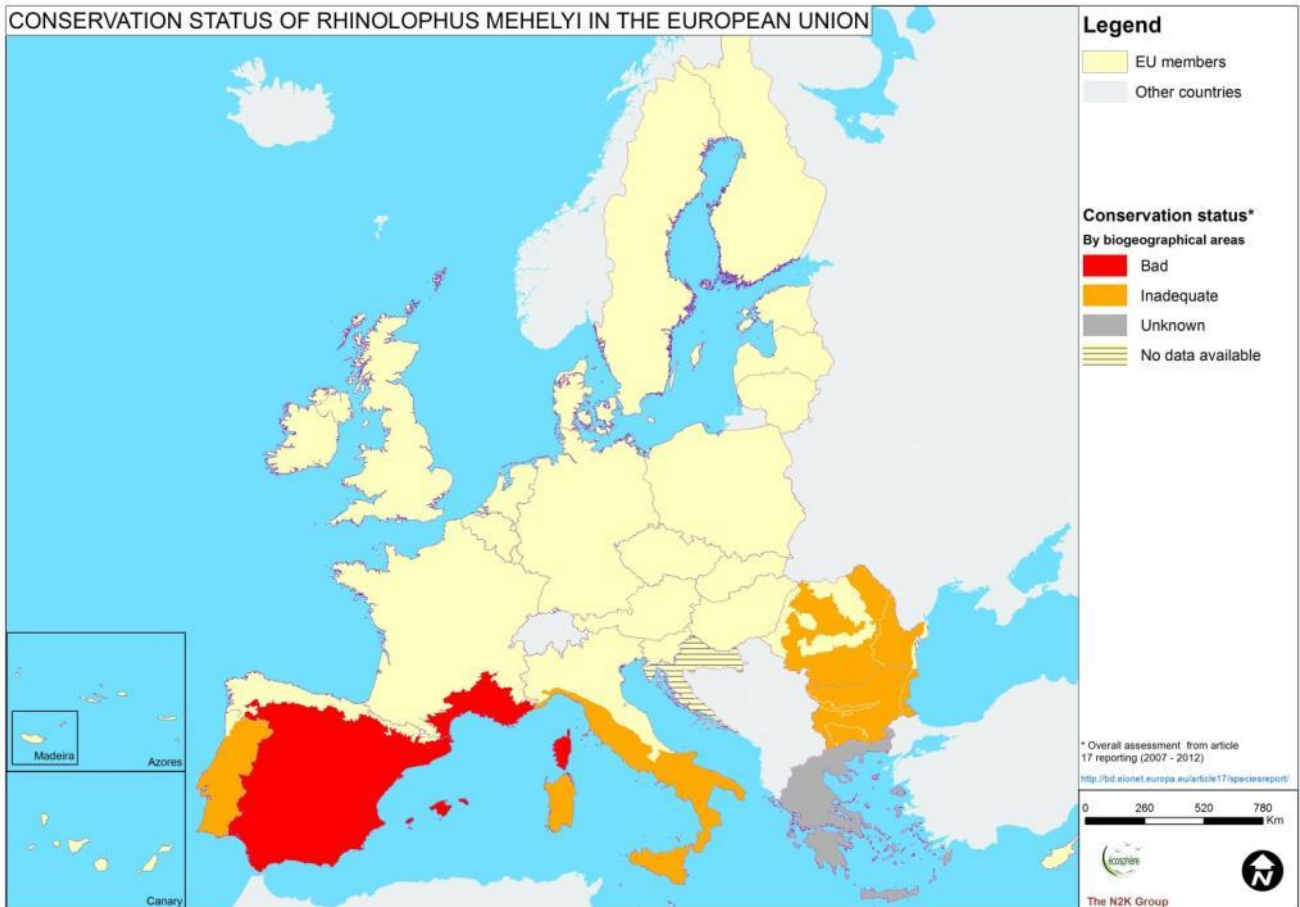 CONSERVATION STATUS OF RHINOLOPHUS MEHELYI IN THE EUROPEAN UNION
Legend
EU members
Other countries
Conservation status*
By biogeographical areas
Bad
Inadequate
Unknown
No data available
Madeira
Azores
Canary
* Overall assessment from article
17 reporting (2007 - 2012)
http://bd.eionet.europa.eu/article17/speciesreport/
0 260 520 780
Km
écosphère
N
The N2K Group